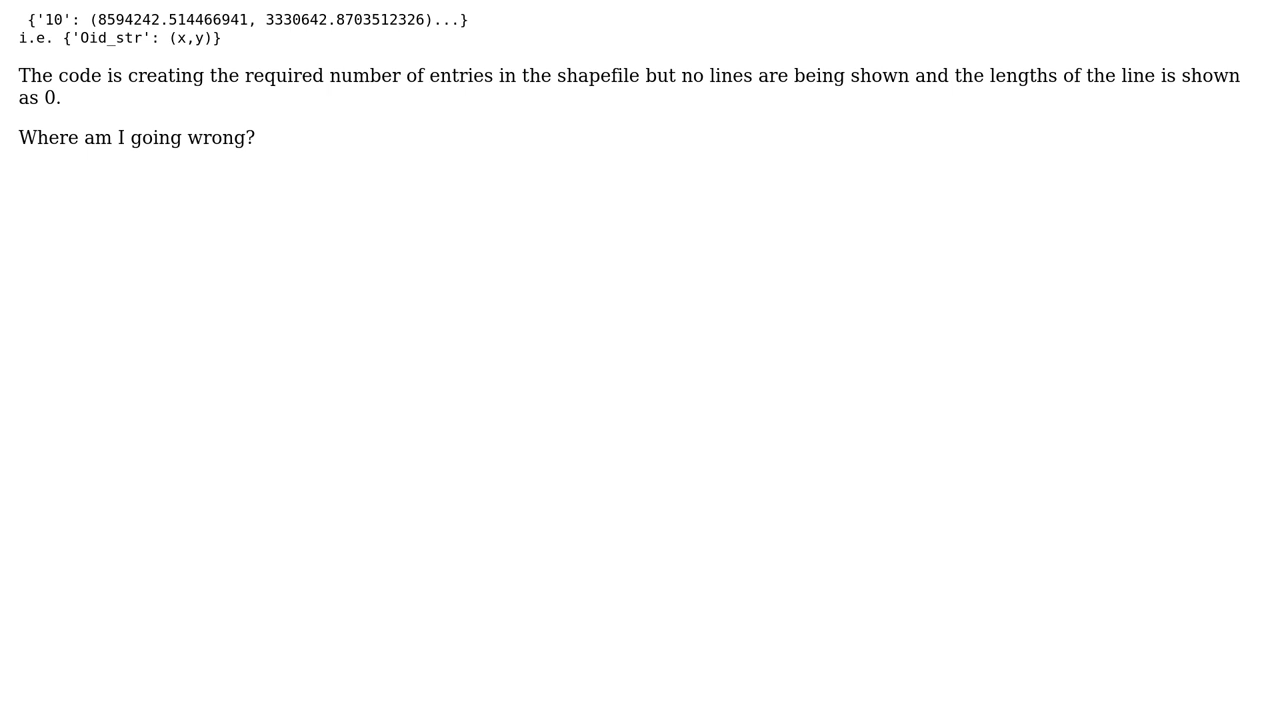 {'10': (8594242.514466941, 3330642.8703512326)...}
i.e. {'Oid_str': (x,y)}
The code is creating the required number of entries in the shapefile but no lines are being shown and the lengths of the line is shown
as 0.
Where am I going wrong?